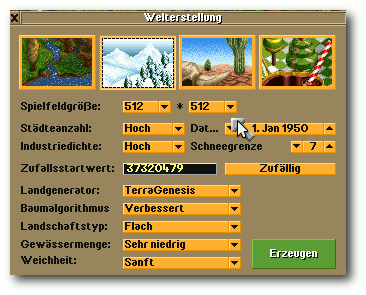 Welterstellung
Spielfeldgröße: 512 * 512
Städteanzahl: Hoch Dat... 1. Jan 1950
Industriedichte: Hoch Schneegrenze 7
Zufallsstartwert: 37320479 Zufällig
Landgenerator: TerraGenesis
Baumalgorithmus Verbessert
Landschaftstyp: Flach
Gewässermenge: Sehr niedrig
Weichheit: Sanft
Erzeugen